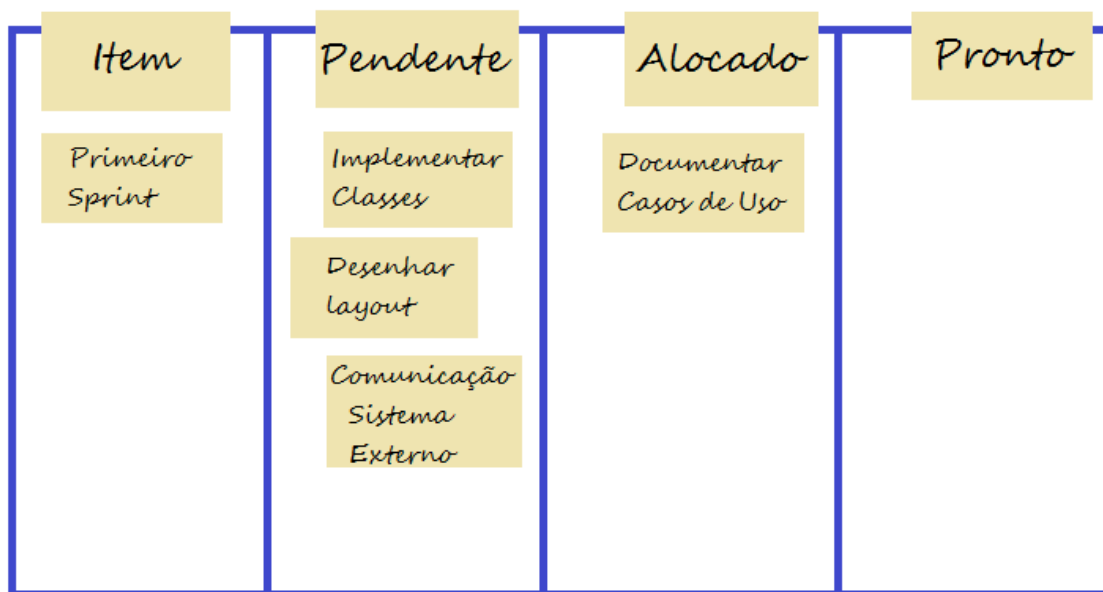 Item
Pendente
Alocado
Pronto
Primeiro
Sprint
Implementar
Classes
Desenhar
layout
Comunicação
Sistema
Externo
Documentar
Casos de Uso